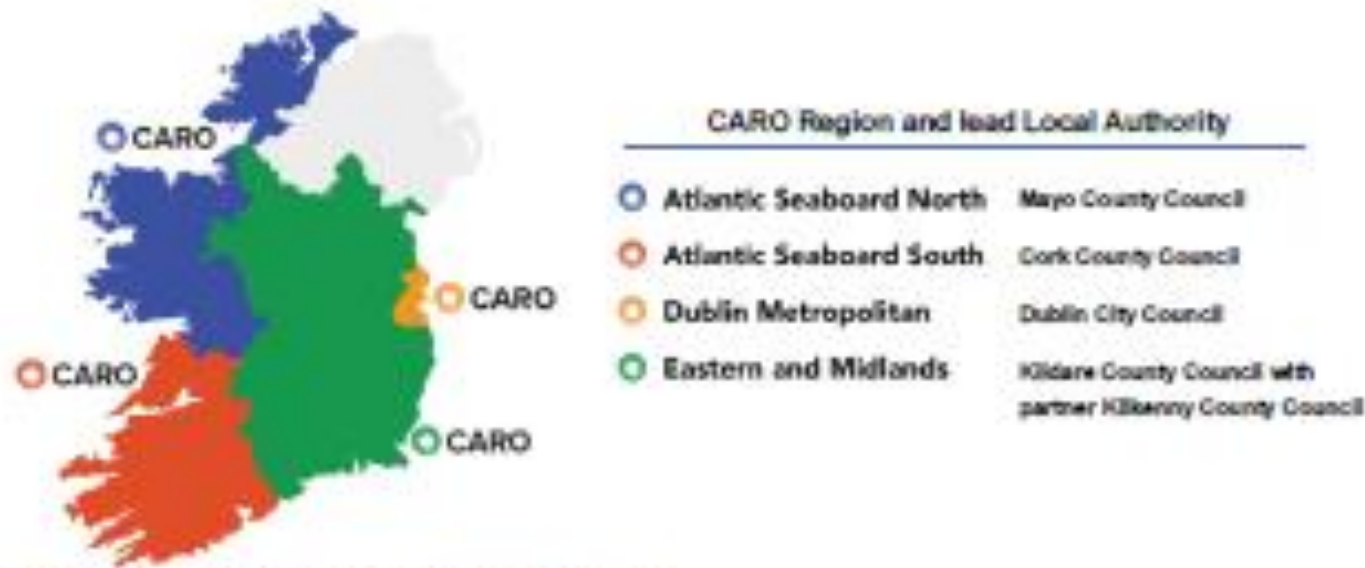 CARO
CARO
CARO
CARO
CARO Region and lead Local Authority
Atlantic Seaboard North Mayo County Council
Atlantic Seaboard South Cork County Council
Dublin Metropolitan Dublin City Council
Eastern and Midlands Kildare County Council with
partner Kilkenny County Council